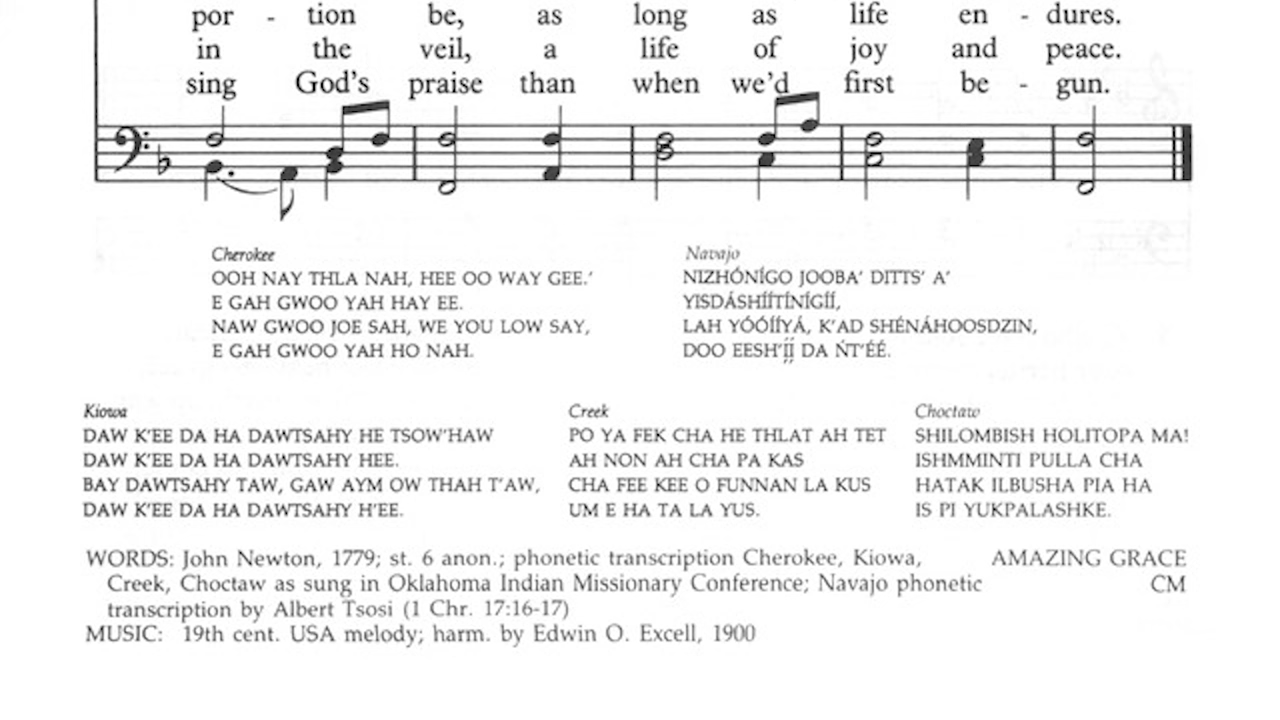 por - tion be, as long as life en - dures.
in the veil, a life of joy and peace.
sing God's praise than when we'd first be - gun.
Cherokee
OOH NAY THLA NAH, HEE OO WAY GEE.'
E GAH GWOO YAH HAY EE.
NAW GWOO JOE SAH, WE YOU LOW SAY,
E GAH GWOO YAH HO NAH.
Navajo
NIZHÓNÍGO JOOBA' DITTS' A'
YISDÁSHÍÍTÍNÍGÍÍ,
LAH YÓÓÍÍYÁ, K'AD SHÉNÁHOOSDZIN,
DOO EESH'Į́Į́ DA ŃT'ÉÉ.
Kiowa
DAW K'EE DA HA DAWTSAHY HE TSOW'HAW
DAW K'EE DA HA DAWTSAHY HEE.
BAY DAWTSAHY TAW, GAW AYM OW THAH T'AW,
DAW K'EE DA HA DAWTSAHY H'EE.
Creek
PO YA FEK CHA HE THLAT AH TET
AH NON AH CHA PA KAS
CHA FEE KEE O FUNNAN LA KUS
UM E HA TA LA YUS.
Choctaw
SHILOMBISH HOLITOPA MA!
ISHMMINTI PULLA CHA
HATAK ILBUSHA PIA HA
IS PI YUKPALASHKE.
WORDS: John Newton, 1779; st. 6 anon.; phonetic transcription Cherokee, Kiowa,
Creek, Choctaw as sung in Oklahoma Indian Missionary Conference; Navajo phonetic
transcription by Albert Tsosi (1 Chr. 17:16-17)
MUSIC: 19th cent. USA melody; harm. by Edwin O. Excell, 1900
AMAZING GRACE
CM